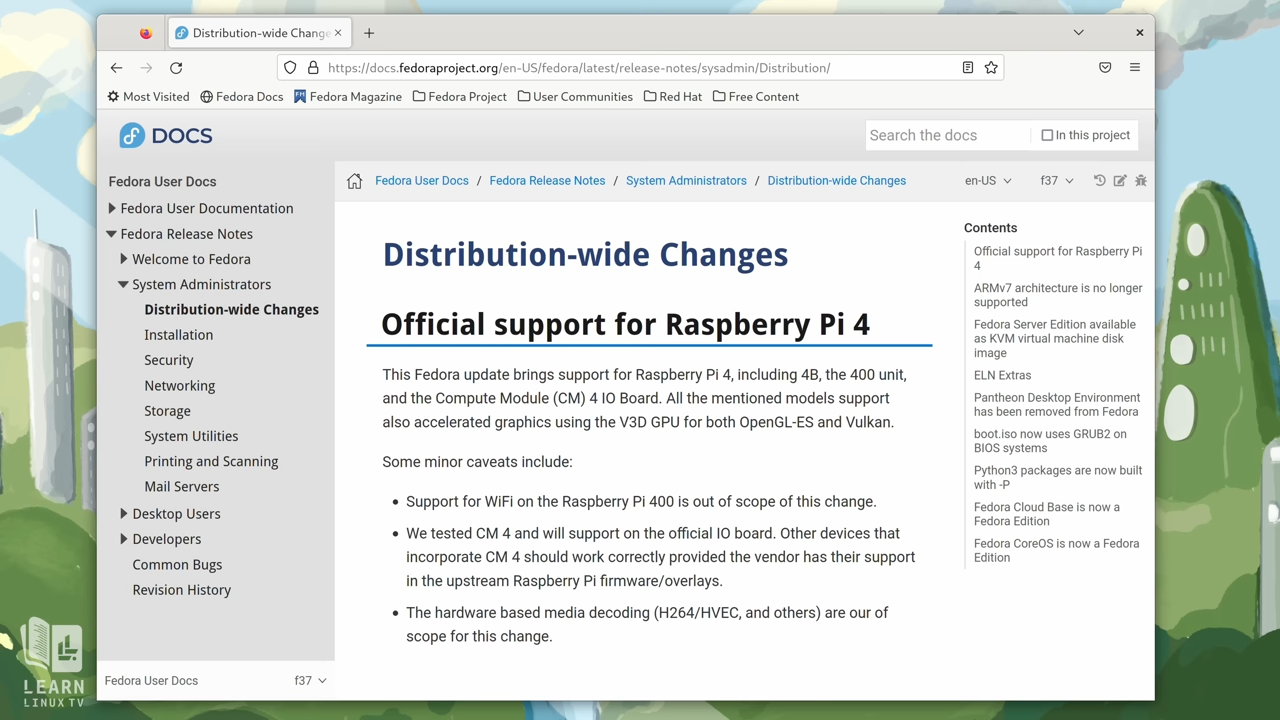 Distribution-wide Change
https://docs.fedoraproject.org/en-US/fedora/latest/release-notes/sysadmin/Distribution/
Most Visited
Fedora Docs
Fedora Magazine
Fedora Project
User Communities
Red Hat
Free Content
DOCS
Search the docs
In this project
Fedora User Docs
Fedora User Documentation
Fedora Release Notes
Welcome to Fedora
System Administrators
Distribution-wide Changes
Installation
Security
Networking
Storage
System Utilities
Printing and Scanning
Mail Servers
Desktop Users
Developers
Common Bugs
Revision History
Fedora User Docs
f37
Fedora User Docs / Fedora Release Notes / System Administrators / Distribution-wide Changes
en-US
f37
Distribution-wide Changes
Official support for Raspberry Pi 4
This Fedora update brings support for Raspberry Pi 4, including 4B, the 400 unit,
and the Compute Module (CM) 4 IO Board. All the mentioned models support
also accelerated graphics using the V3D GPU for both OpenGL-ES and Vulkan.
Some minor caveats include:
• Support for WiFi on the Raspberry Pi 400 is out of scope of this change.
• We tested CM 4 and will support on the official IO board. Other devices that
incorporate CM 4 should work correctly provided the vendor has their support
in the upstream Raspberry Pi firmware/overlays.
• The hardware based media decoding (H264/HVEC, and others) are our of
scope for this change.
Contents
Official support for Raspberry Pi
4
ARMv7 architecture is no longer
supported
Fedora Server Edition available
as KVM virtual machine disk
image
ELN Extras
Pantheon Desktop Environment
has been removed from Fedora
boot.iso now uses GRUB2 on
BIOS systems
Python3 packages are now built
with -P
Fedora Cloud Base is now a
Fedora Edition
Fedora CoreOS is now a Fedora
Edition
LEARN
LINUX TV